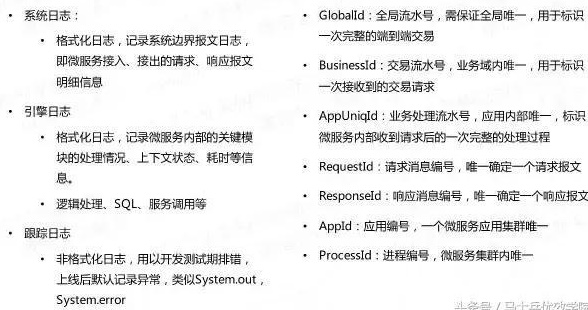 • 系统日志：
• 格式化日志，记录系统边界报文日志，
即微服务接入、接出的请求、响应报文
明细信息
• 引擎日志
• 格式化日志，记录微服务内部的关键模
块的处理情况、上下文状态、耗时等信
息。
• 逻辑处理、SQL、服务调用等
• 跟踪日志
• 非格式化日志，用以开发测试期排错，
上线后默认记录异常，类似System.out，
System.error
• GlobalId：全局流水号，需保证全局唯一，用于标识
一次完整的端到端交易
• BusinessId：交易流水号，业务域内唯一，用于标识
一次接收到的交易请求
• AppUniqId：业务处理流水号，应用内部唯一，标识
微服务内部收到请求后的一次完整的处理过程
• RequestId：请求消息编号，唯一确定一个请求报文
• ResponseId：响应消息编号，唯一确定一个响应报文
• AppId：应用编号，一个微服务应用集群唯一
• ProcessId：进程编号，微服务集群内唯一
头条号 / 马士兵